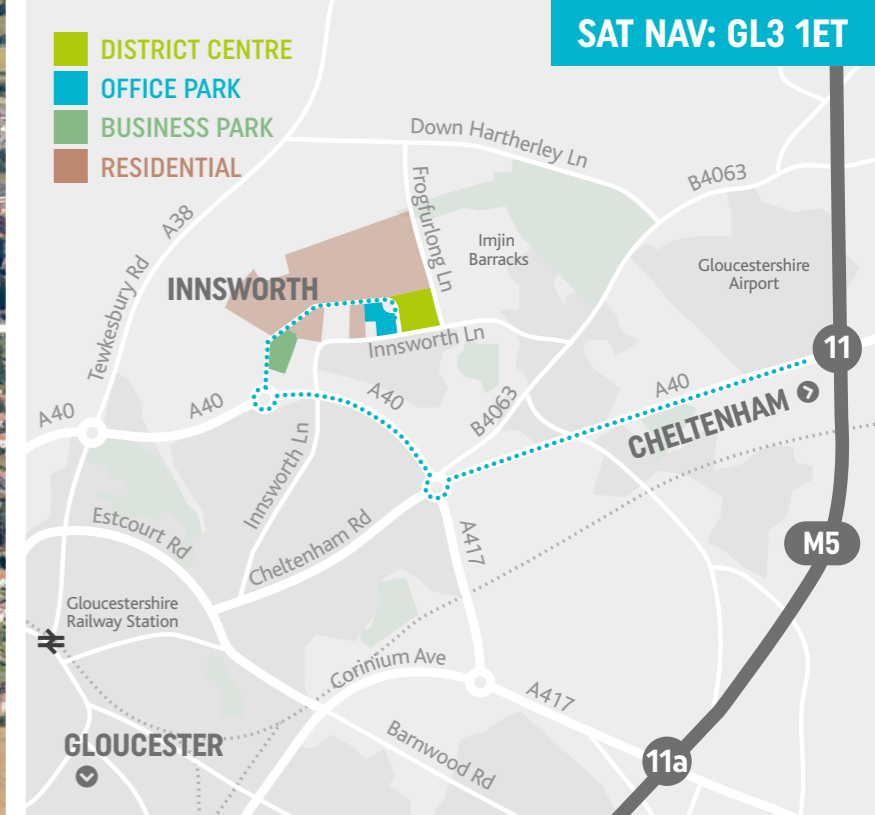 SAT NAV: GL3 1ET
DISTRICT CENTRE
OFFICE PARK
BUSINESS PARK
RESIDENTIAL
Down Hartherley Ln
B4063
A38
Frogfurlong Ln
Imjin
Barracks
Gloucestershire
Airport
INNSWORTH
Tewkesbury Rd
Innsworth Ln
11
A40
A40
A40
A40
B4063
CHELTENHAM
Innsworth Ln
Estcourt Rd
Cheltenham Rd
A417
M5
Gloucestershire
Railway Station
Corinium Ave
A417
GLOUCESTER
Barnwood Rd
11a